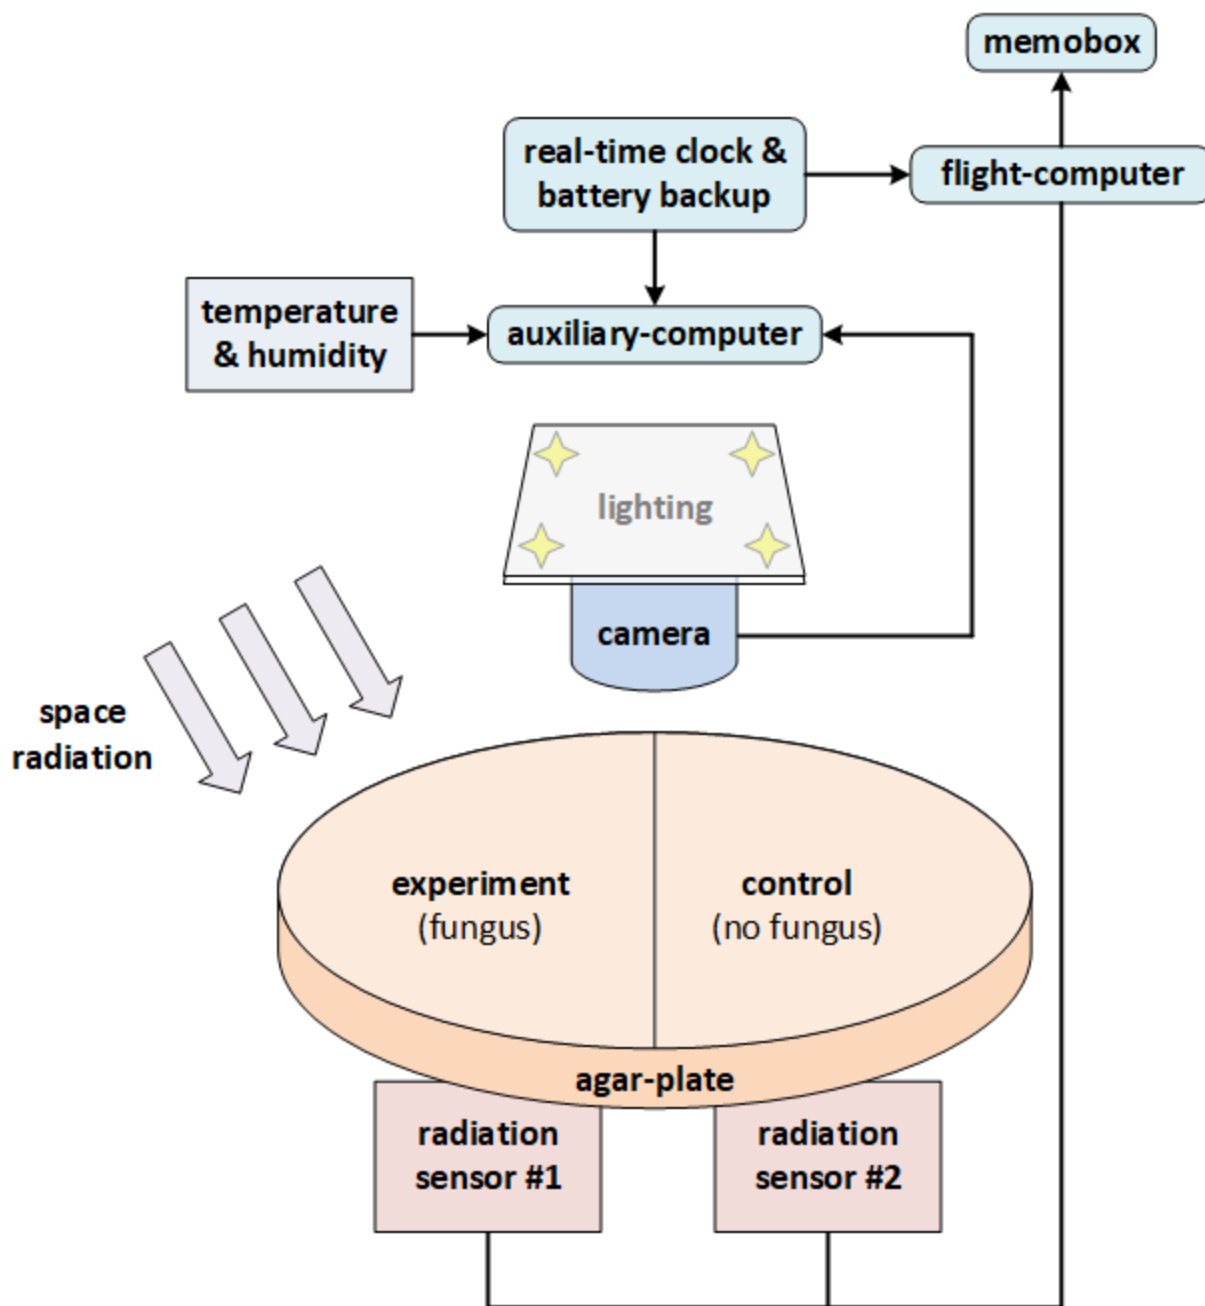 memobox
real-time clock &
battery backup
flight-computer
temperature
& humidity
auxiliary-computer
lighting
camera
space
radiation
experiment
(fungus)
control
(no fungus)
agar-plate
radiation
sensor #1
radiation
sensor #2